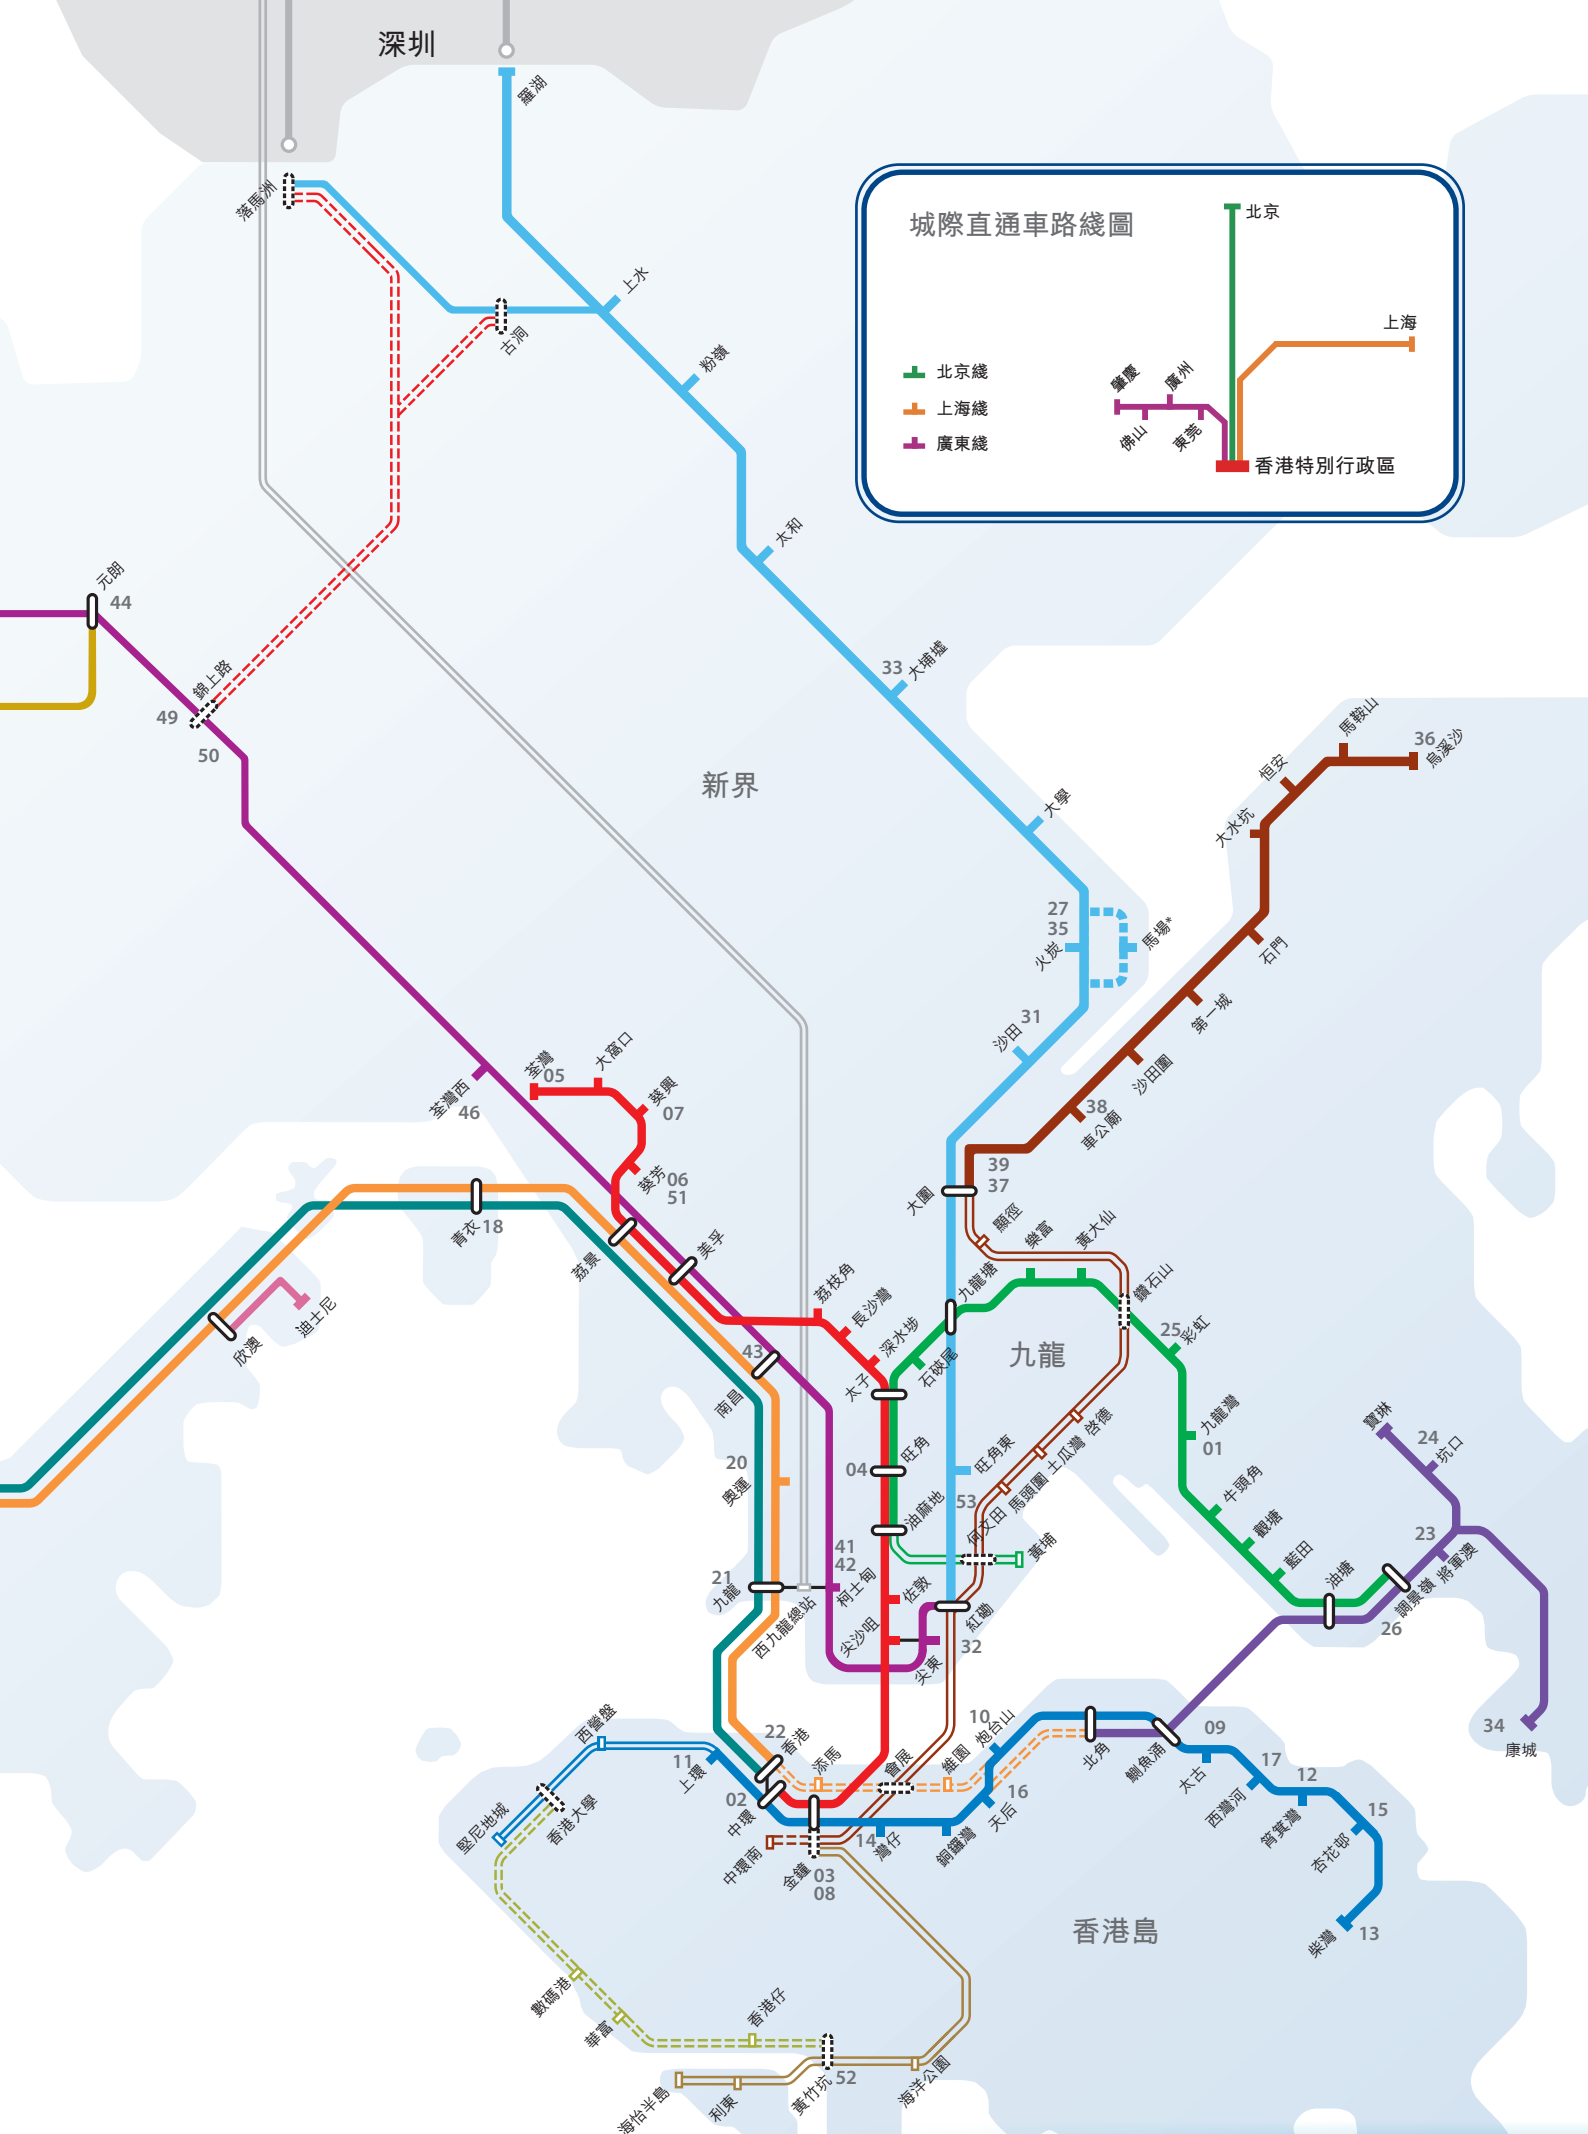 深圳
羅湖
落馬洲
上水
古洞
粉嶺
城際直通車路綫圖
北京
上海
北京綫
上海綫
廣東綫
肇慶
廣州
佛山
東莞
香港特別行政區
太和
元朗
44
錦上路
49
50
33
大埔墟
新界
馬鞍山
36
烏溪沙
恒安
大水坑
大學
27
35
火炭
馬場*
石門
第一城
沙田
31
沙田圍
38
車公廟
荃灣
05
大窩口
葵興
07
荃灣西
46
葵芳
06
51
39
37
大圍
顯徑
樂富
黃大仙
鑽石山
青衣
18
荔景
美孚
荔枝角
長沙灣
深水埗
太子
石硤尾
九龍塘
九龍
25
彩虹
欣澳
迪士尼
43
南昌
20
奧運
04
旺角
旺角東
油麻地
53
何文田
馬頭圍
土瓜灣
啓德
黃埔
九龍灣
01
牛頭角
觀塘
藍田
油塘
寶琳
24
坑口
23
將軍澳
調景嶺
26
34
康城
21
九龍
西九龍總站
41
42
柯士甸
佐敦
尖沙咀
尖東
紅磡
32
西營盤
11
上環
22
香港
02
中環
添馬
會展
維園
10
炮台山
北角
鰂魚涌
09
太古
17
西灣河
12
筲箕灣
15
杏花邨
柴灣
13
堅尼地城
香港大學
中環南
金鐘
03
08
14
灣仔
銅鑼灣
16
天后
香港島
數碼港
華富
香港仔
黃竹坑
52
海洋公園
利東
海怡半島